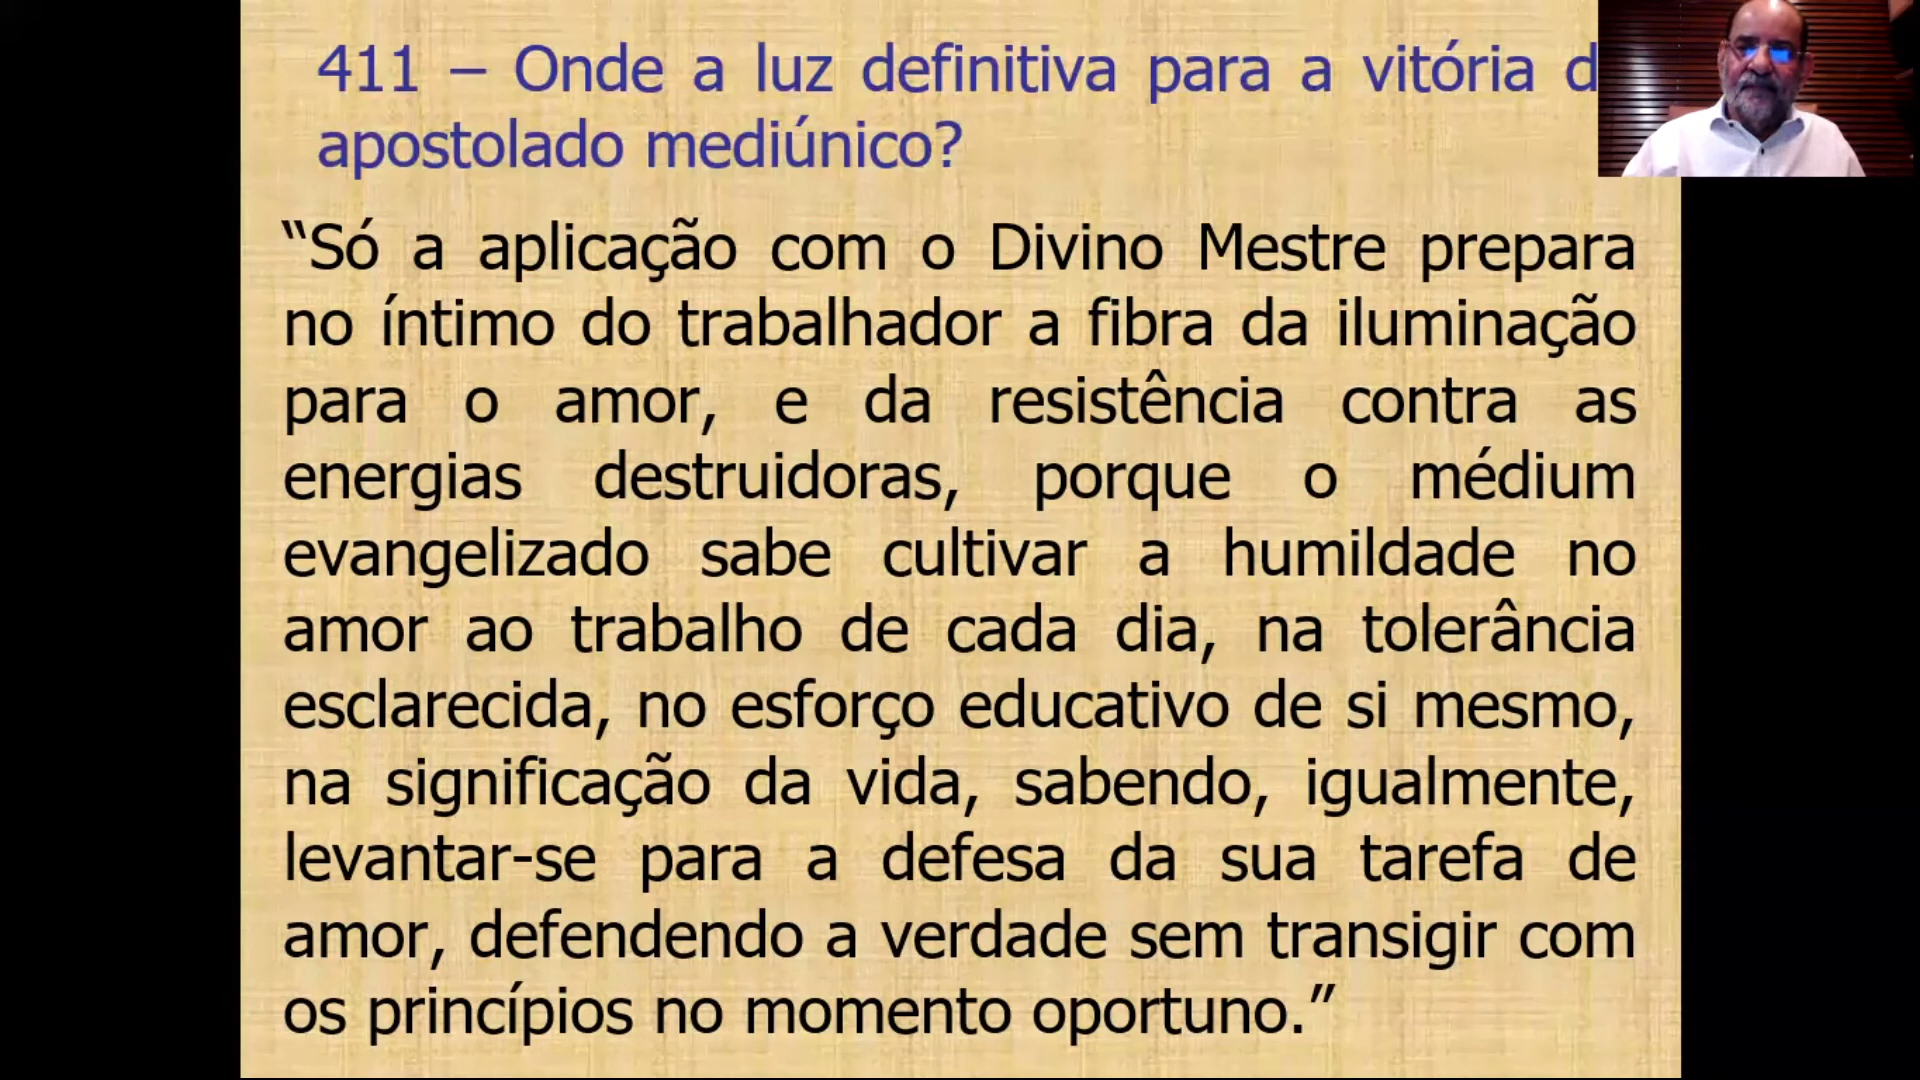 411 – Onde a luz definitiva para a vitória
apostolado mediúnico?
“Só a aplicação com o Divino Mestre prepara
no íntimo do trabalhador a fibra da iluminação
para o amor, e da resistência contra as
energias destruidoras, porque o médium
evangelizado sabe cultivar a humildade no
amor ao trabalho de cada dia, na tolerância
esclarecida, no esforço educativo de si mesmo,
na significação da vida, sabendo, igualmente,
levantar-se para a defesa da sua tarefa de
amor, defendendo a verdade sem transigir com
os princípios no momento oportuno.”